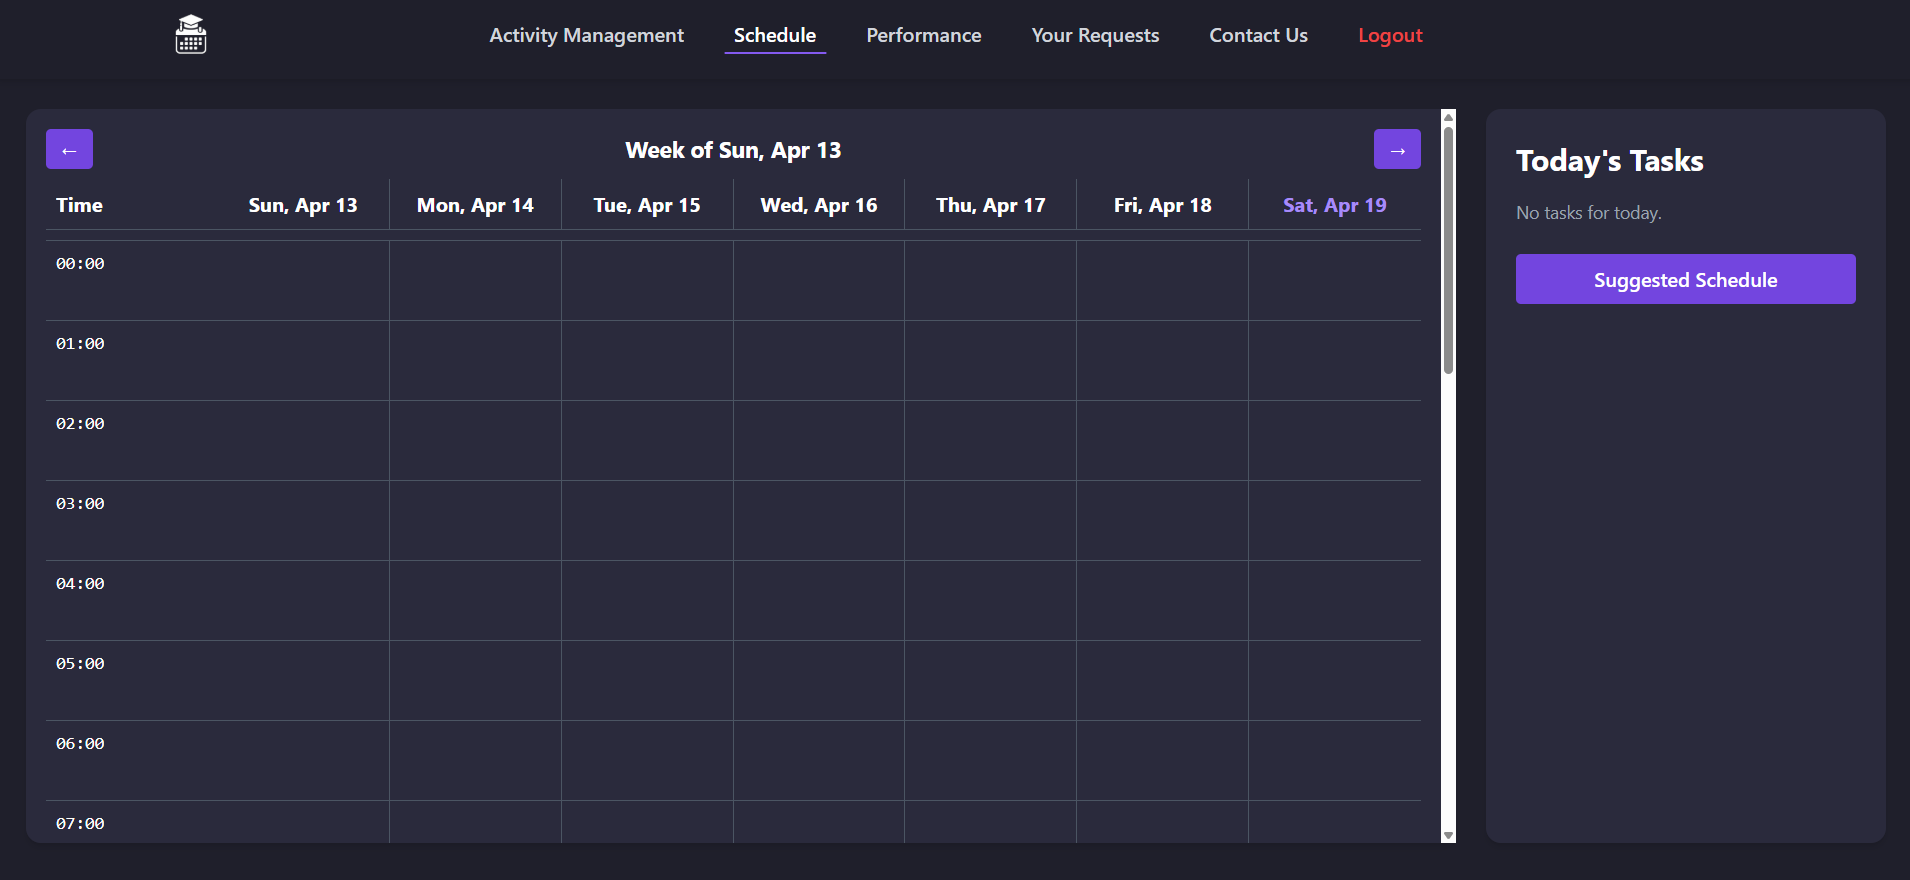 Activity Management Schedule Performance Your Requests Contact Us Logout
← Week of Sun, Apr 13 →
Time Sun, Apr 13 Mon, Apr 14 Tue, Apr 15 Wed, Apr 16 Thu, Apr 17 Fri, Apr 18 Sat, Apr 19
00:00
01:00
02:00
03:00
04:00
05:00
06:00
07:00
Today's Tasks
No tasks for today.
Suggested Schedule